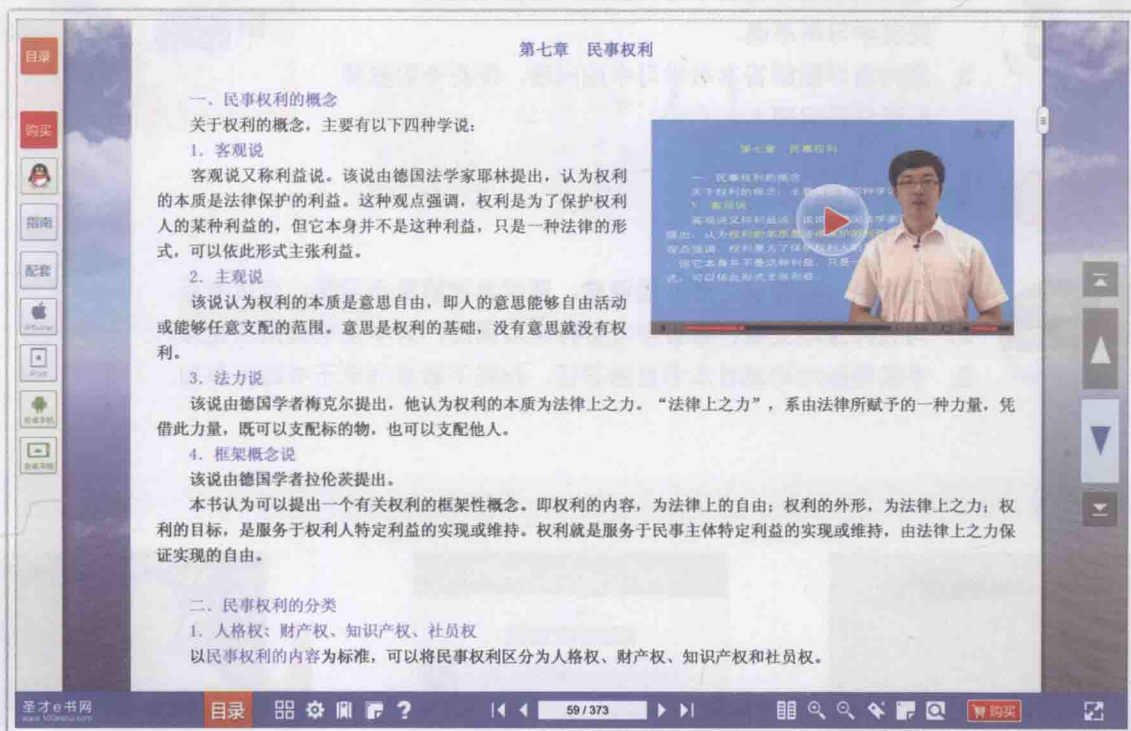 第七章 民事权利
目录
购买
指南
配套
一．民事权利的概念
关于权利的概念，主要有以下四种学说：
1．客观说
客观说又称利益说。该说由德国法学家耶林提出，认为权利
的本质是法律保护的利益。这种观点强调，权利是为了保护权利
人的某种利益的，但它本身并不是这种利益，只是一种法律的形
式，可以依此形式主张利益。
2．主观说
该说认为权利的本质是意思自由，即人的意思能够自由活动
或能够任意支配的范围。意思是权利的基础，没有意思就没有权
利。
3．法力说
该说由德国学者梅克尔提出，他认为权利的本质为法律上之力。“法律上之力”，系由法律所赋予的一种力量，凭
借此力量，既可以支配标的物，也可以支配他人。
4．框架概念说
该说由德国学者拉伦茨提出。
本书认为可以提出一个有关权利的框架性概念。即权利的内容，为法律上的自由；权利的外形，为法律上之力；权
利的目标，是服务于权利人特定利益的实现或维持。权利就是服务于民事主体特定利益的实现或维持，由法律上之力保
证实现的自由。
二．民事权利的分类
1．人格权、财产权、知识产权、社员权
以民事权利的内容为标准，可以将民事权利区分为人格权、财产权、知识产权和社员权。
第七章 民事权利
一．民事权利的概念
1．客观说
圣才e书网
www.100eshu.com
目录
59 / 373
购买